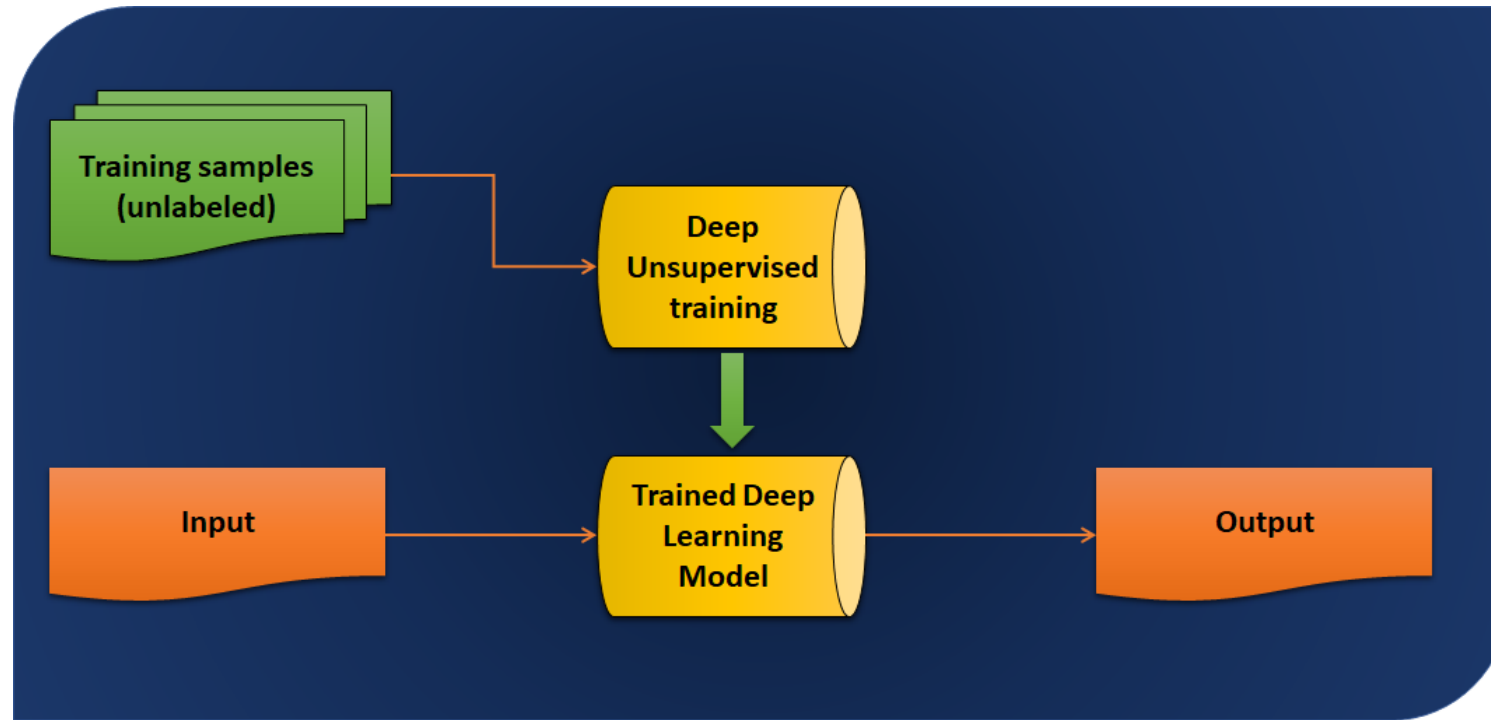 Training samples
(unlabeled)
Deep
Unsupervised
training
Input
Trained Deep
Learning
Model
Output